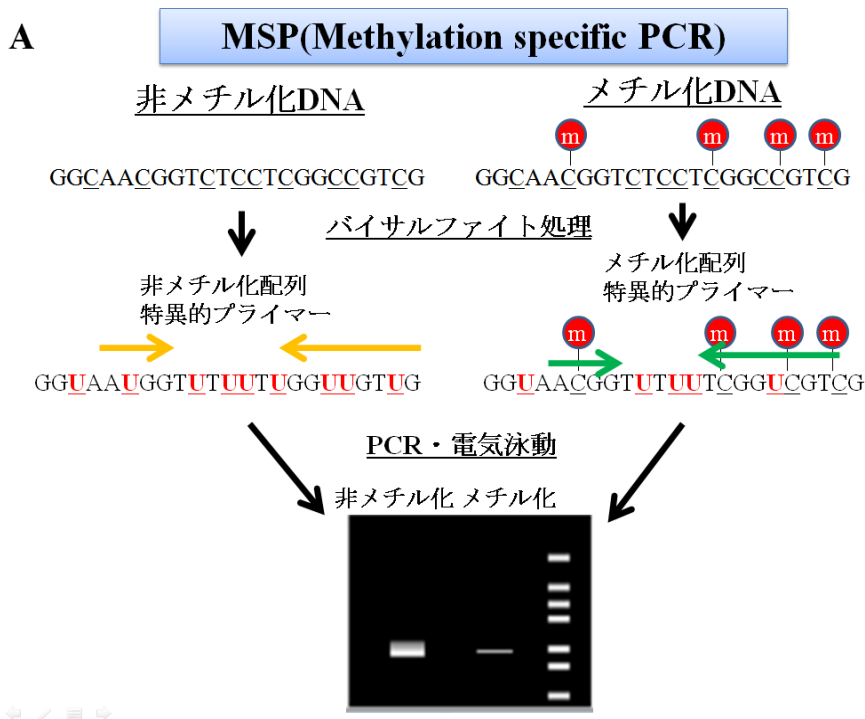 A
MSP(Methylation specific PCR)
非メチル化DNA
メチル化DNA
m m m m
GGCAACGGTCTCCTCGGCCGTCG
GGCAACGGTCTCCTCGGCCGTCG
バイサルファイト処理
非メチル化配列
特異的プライマー
メチル化配列
特異的プライマー
m m m m
GGUAAUGGTUTUUTUGGUUGTUG
GGUAACGGTUTUUTCGGUCGTCG
PCR・電気泳動
非メチル化 メチル化